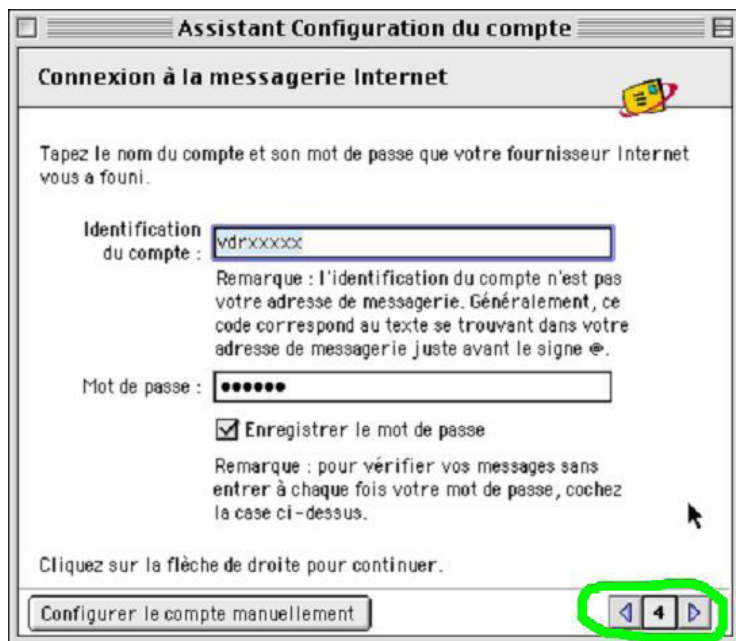 Assistant Configuration du compte
Connexion à la messagerie Internet
Tapez le nom du compte et son mot de passe que votre fournisseur Internet
vous a founi.
Identification
du compte :
vdrxxxxx
Remarque : l'identification du compte n'est pas
votre adresse de messagerie. Généralement, ce
code correspond au texte se trouvant dans votre
adresse de messagerie juste avant le signe @.
Mot de passe : ●●●●●●
Enregistrer le mot de passe
Remarque : pour vérifier vos messages sans
entrer à chaque fois votre mot de passe, cochez
la case ci-dessus.
Cliquez sur la flèche de droite pour continuer.
Configurer le compte manuellement
4